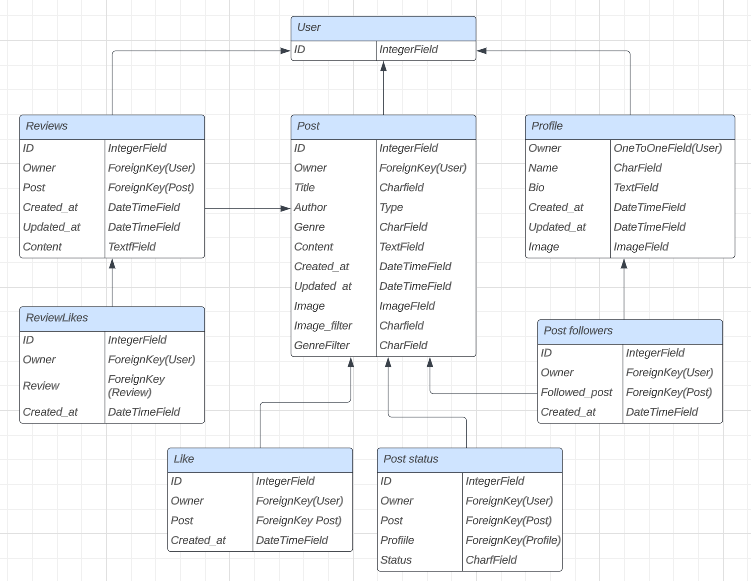 User
ID IntegerField
Reviews
ID IntegerField
Owner ForeignKey(User)
Post ForeignKey(Post)
Created_at DateTimeField
Updated_at DateTimeField
Content TextfField
Post
ID IntegerField
Owner ForeignKey(User)
Title Charfield
Author Type
Genre CharField
Content TextField
Created_at DateTimeField
Updated_at DateTimeField
Image ImageFIeld
Image_filter Charfield
GenreFilter CharField
Profile
Owner OneToOneField(User)
Name CharField
Bio TextField
Created_at DateTimeField
Updated_at DateTimeField
Image ImageField
ReviewLikes
ID IntegerField
Owner ForeignKey(User)
Review ForeignKey
(Review)
Created_at DateTimeField
Post followers
ID IntegerField
Owner ForeignKey(User)
Followed_post ForeignKey(Post)
Created_at DateTimeField
Like
ID IntegerField
Owner ForeignKey(User)
Post ForeignKey Post)
Created_at DateTimeField
Post status
ID IntegerField
Owner ForeignKey(User)
Post ForeignKey(Post)
Profiile ForeignKey(Profile)
Status CharfField